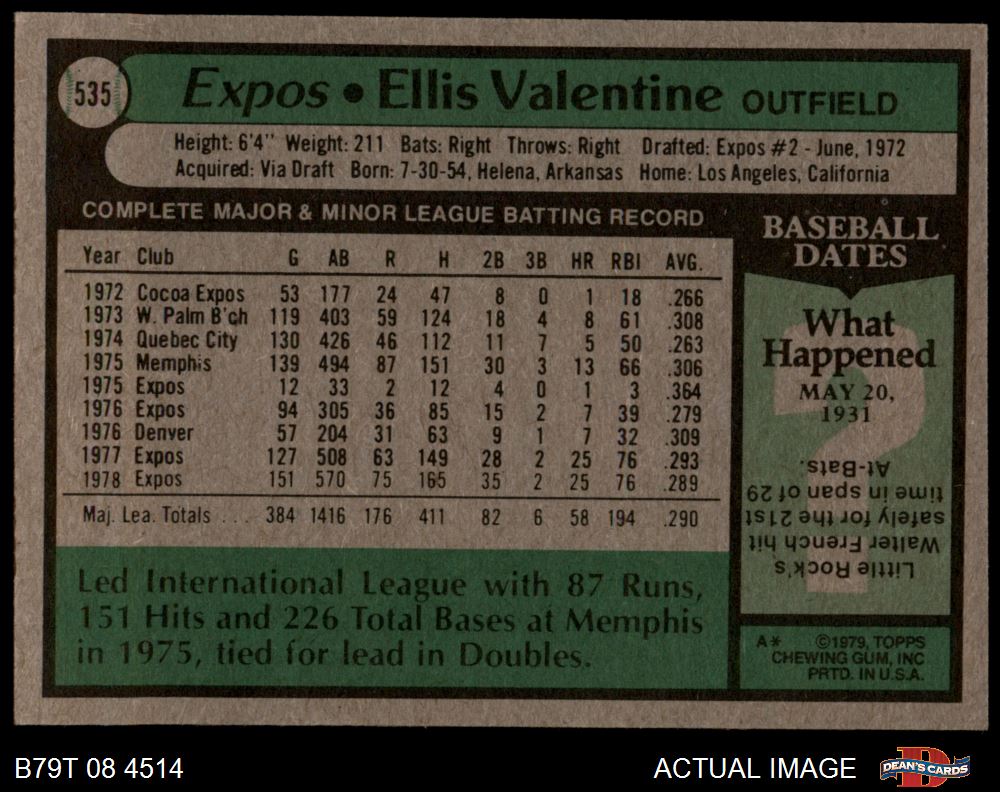 535
Expos • Ellis Valentine OUTFIELD
Height: 6'4" Weight: 211 Bats: Right Throws: Right Drafted: Expos #2 - June, 1972
Acquired: Via Draft Born: 7-30-54, Helena, Arkansas Home: Los Angeles, California
COMPLETE MAJOR & MINOR LEAGUE BATTING RECORD
Year Club G AB R H 2B 3B HR RBI AVG.
1972 Cocoa Expos 53 177 24 47 8 0 1 18 .266
1973 W. Palm B'ch 119 403 59 124 18 4 8 61 .308
1974 Quebec City 130 426 46 112 11 7 5 50 .263
1975 Memphis 139 494 87 151 30 3 13 66 .306
1975 Expos 12 33 2 12 4 0 1 3 .364
1976 Expos 94 305 36 85 15 2 7 39 .279
1976 Denver 57 204 31 63 9 1 7 32 .309
1977 Expos 127 508 63 149 28 2 25 76 .293
1978 Expos 151 570 75 165 35 2 25 76 .289
Maj. Lea. Totals ... 384 1416 176 411 82 6 58 194 .290
Led International League with 87 Runs,
151 Hits and 226 Total Bases at Memphis
in 1975, tied for lead in Doubles.
BASEBALL
DATES
What
Happened
MAY 20,
1931
?
Little Rock's
Walter French hit
safely for the 21st
time in span of 29
At-Bats.
A* ©1979, TOPPS
CHEWING GUM, INC
PRTD. IN U.S.A.
B79T 08 4514
ACTUAL IMAGE
D
DEAN'S CARDS